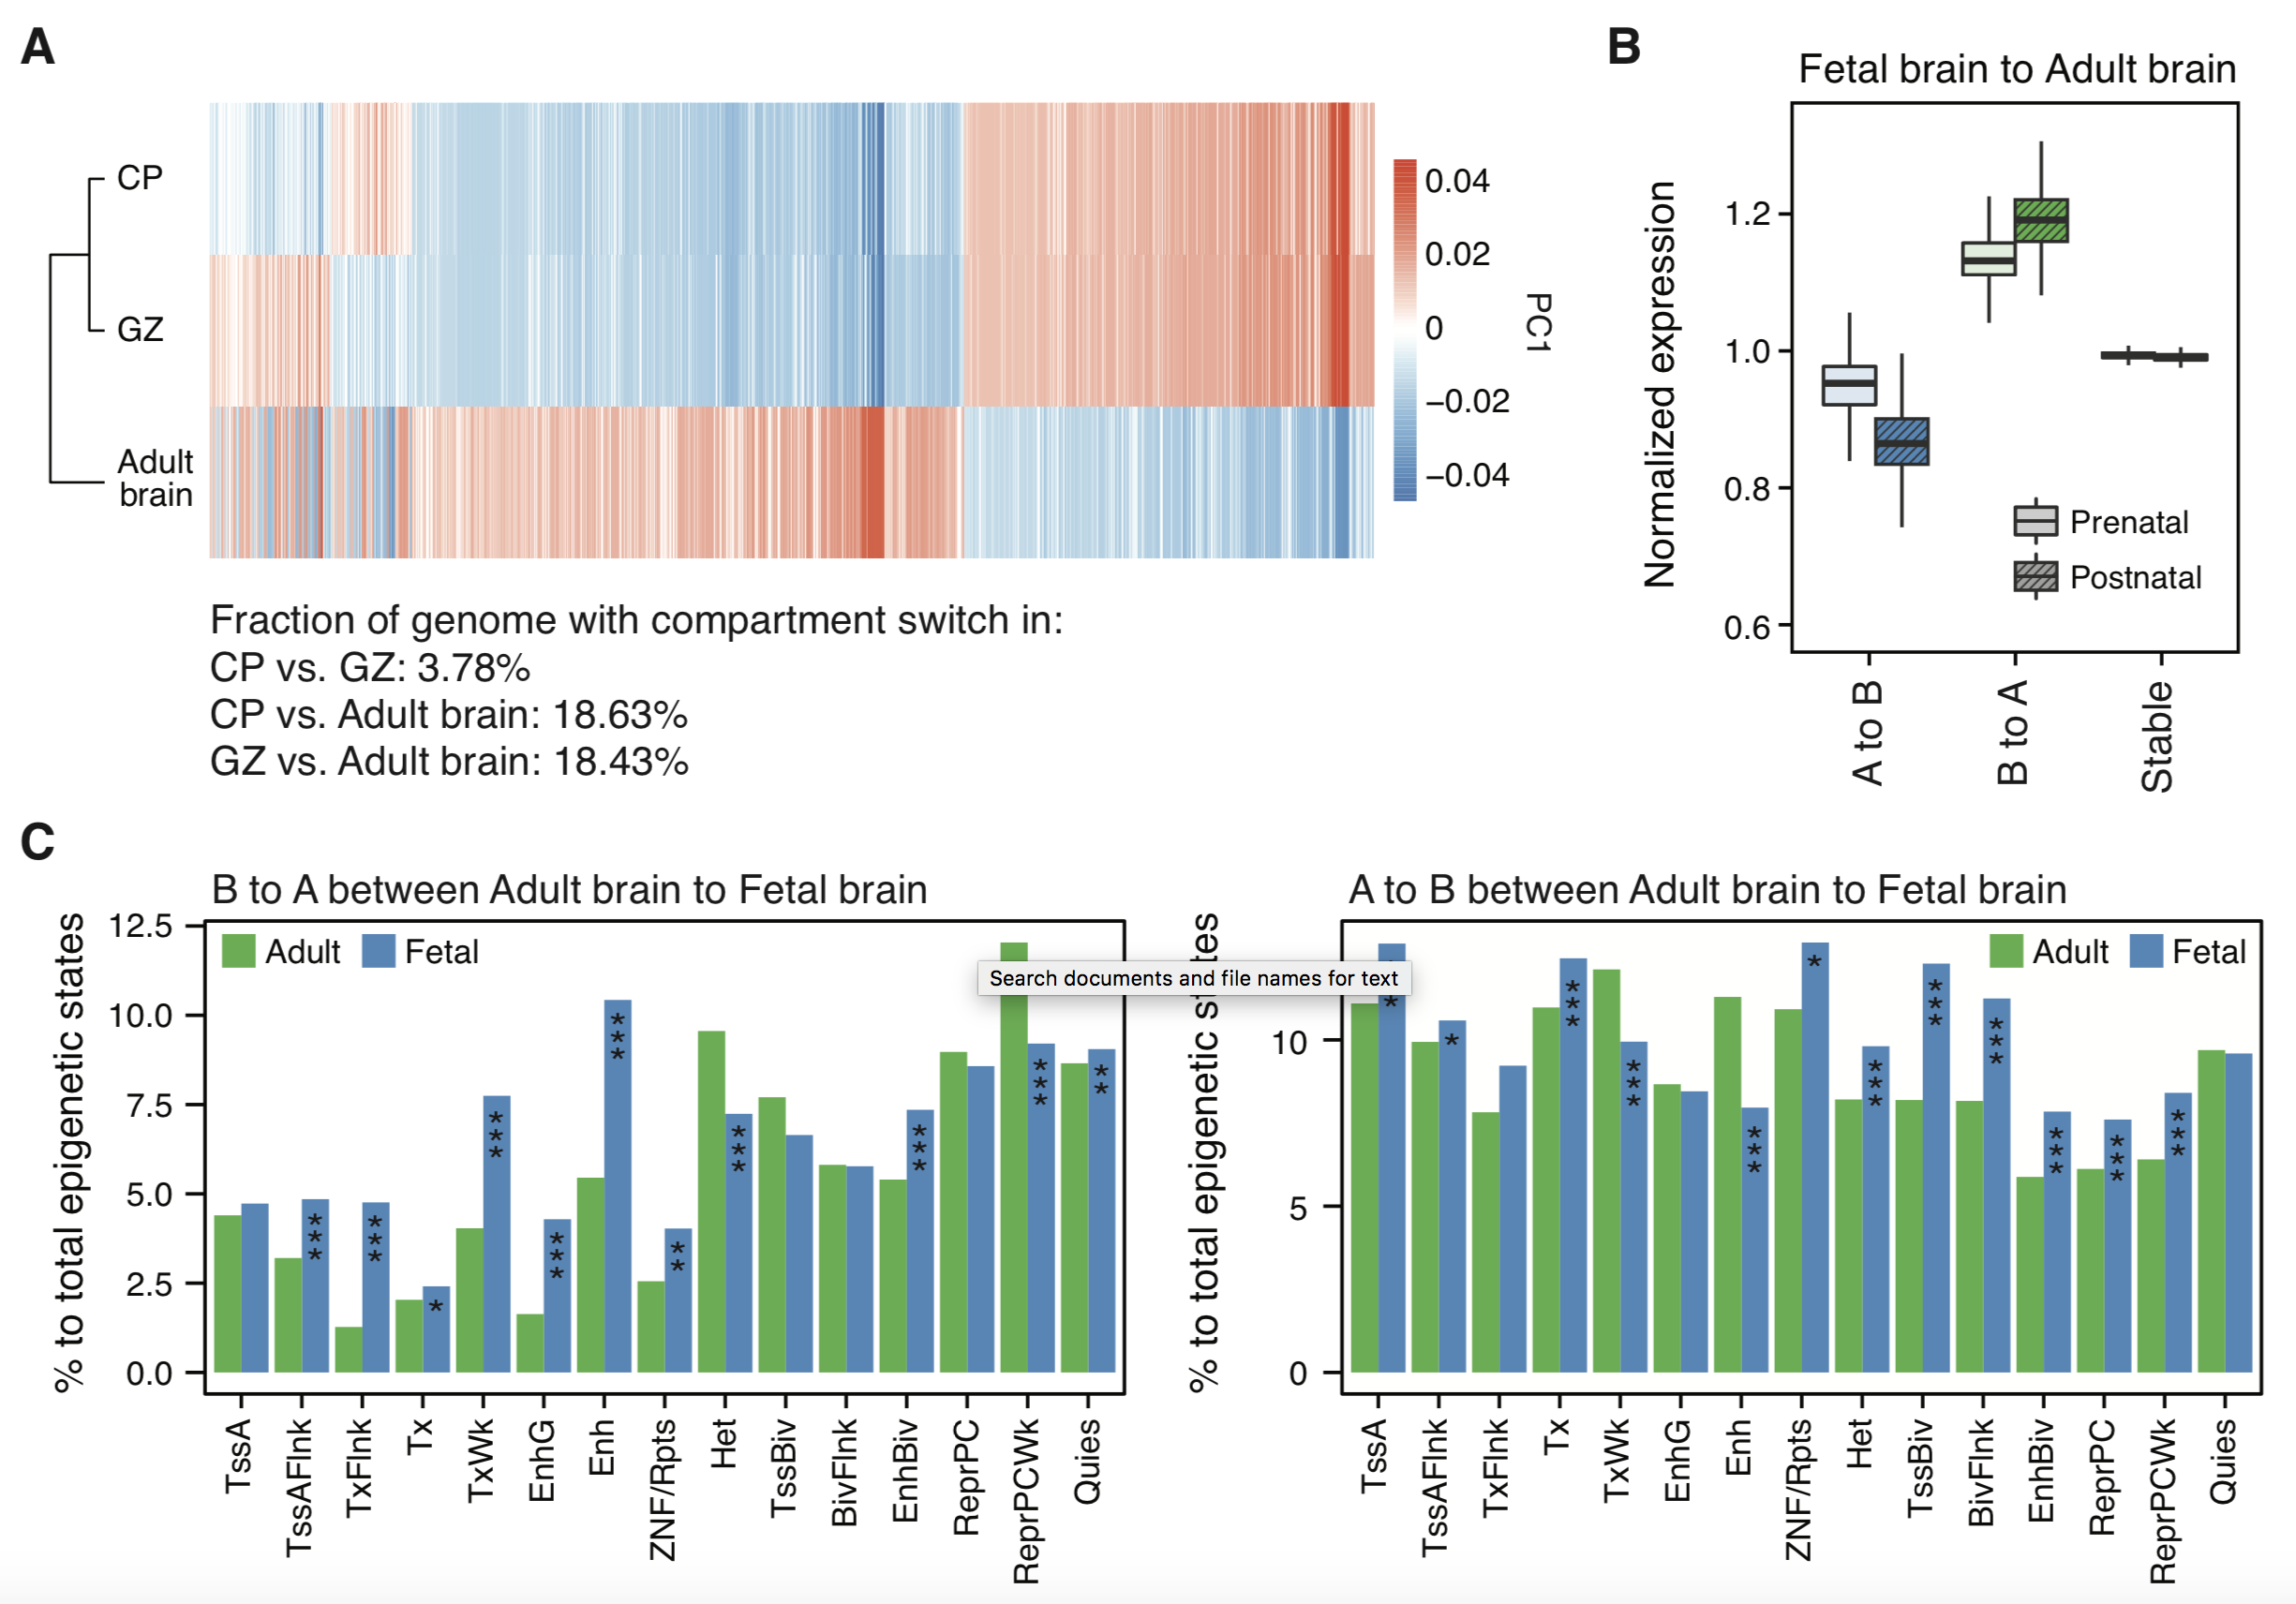 A
CP
GZ
Adult
brain
0.04
0.02
0
−0.02
−0.04
PC1
Fraction of genome with compartment switch in:
CP vs. GZ: 3.78%
CP vs. Adult brain: 18.63%
GZ vs. Adult brain: 18.43%
B
Fetal brain to Adult brain
Normalized expression
1.2
1.0
0.8
0.6
Prenatal
Postnatal
A to B
B to A
Stable
C
B to A between Adult brain to Fetal brain
% to total epigenetic states
12.5
10.0
7.5
5.0
2.5
0.0
Adult
Fetal
***
***
*
***
***
***
**
***
***
***
**
TssA
TssAFlnk
TxFlnk
Tx
TxWk
EnhG
Enh
ZNF/Rpts
Het
TssBiv
BivFlnk
EnhBiv
ReprPC
ReprPCWk
Quies
Search documents and file names for text
A to B between Adult brain to Fetal brain
% to total epigenetic states
10
5
0
Adult
Fetal
*
*
***
***
***
*
***
***
***
***
***
***
TssA
TssAFlnk
TxFlnk
Tx
TxWk
EnhG
Enh
ZNF/Rpts
Het
TssBiv
BivFlnk
EnhBiv
ReprPC
ReprPCWk
Quies